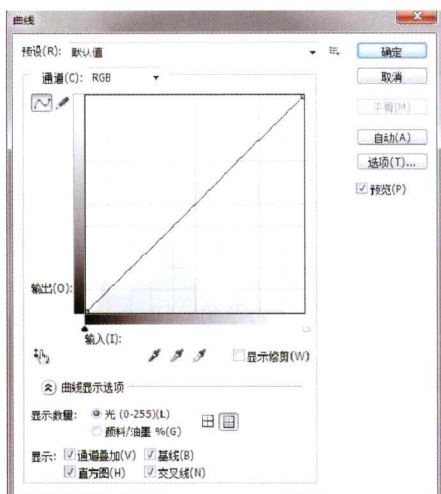 曲线
预设(R): 默认值
确定
通道(C): RGB
取消
平滑(M)
自动(A)
选项(T)...
预览(P)
输出(O):
输入(I):
显示修剪(W)
曲线显示选项
显示数量: 光 (0-255)(L)
颜料/油墨 %(G)
显示: 通道叠加(V) 基线(B)
直方图(H) 交叉线(N)